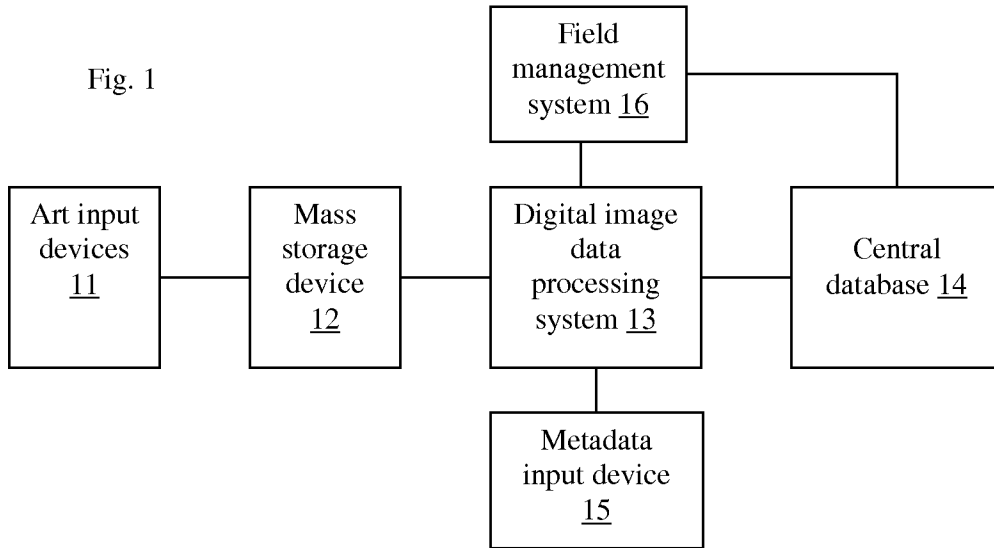 Fig. 1
Field
management
system 16
Art input
devices
11
Mass
storage
device
12
Digital image
data
processing
system 13
Central
database 14
Metadata
input device
15